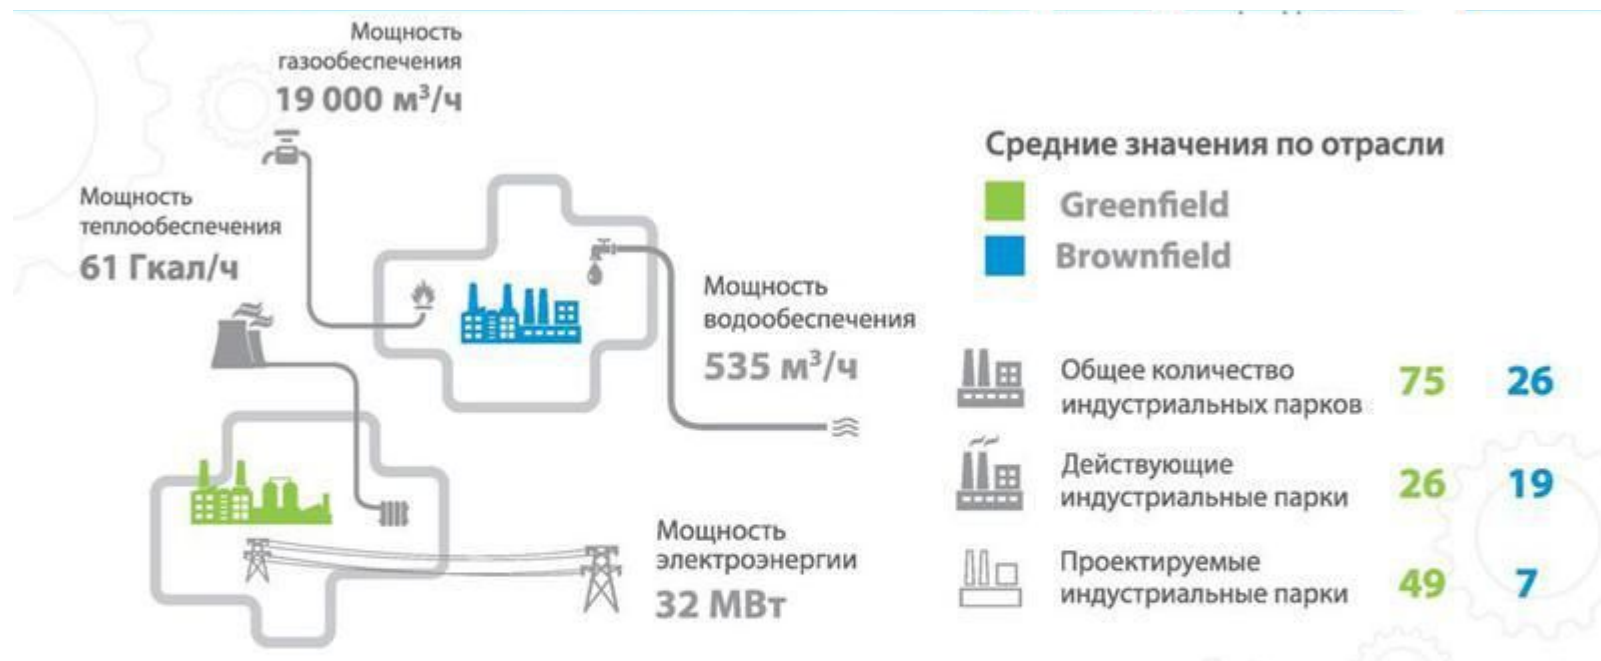 Мощность
газообеспечения
19 000 м³/ч
Мощность
теплообеспечения
61 Гкал/ч
Мощность
водообеспечения
535 м³/ч
Мощность
электроэнергии
32 МВт
Средние значения по отрасли
Greenfield
Brownfield
Общее количество
индустриальных парков
75 26
Действующие
индустриальные парки
26 19
Проектируемые
индустриальные парки
49 7